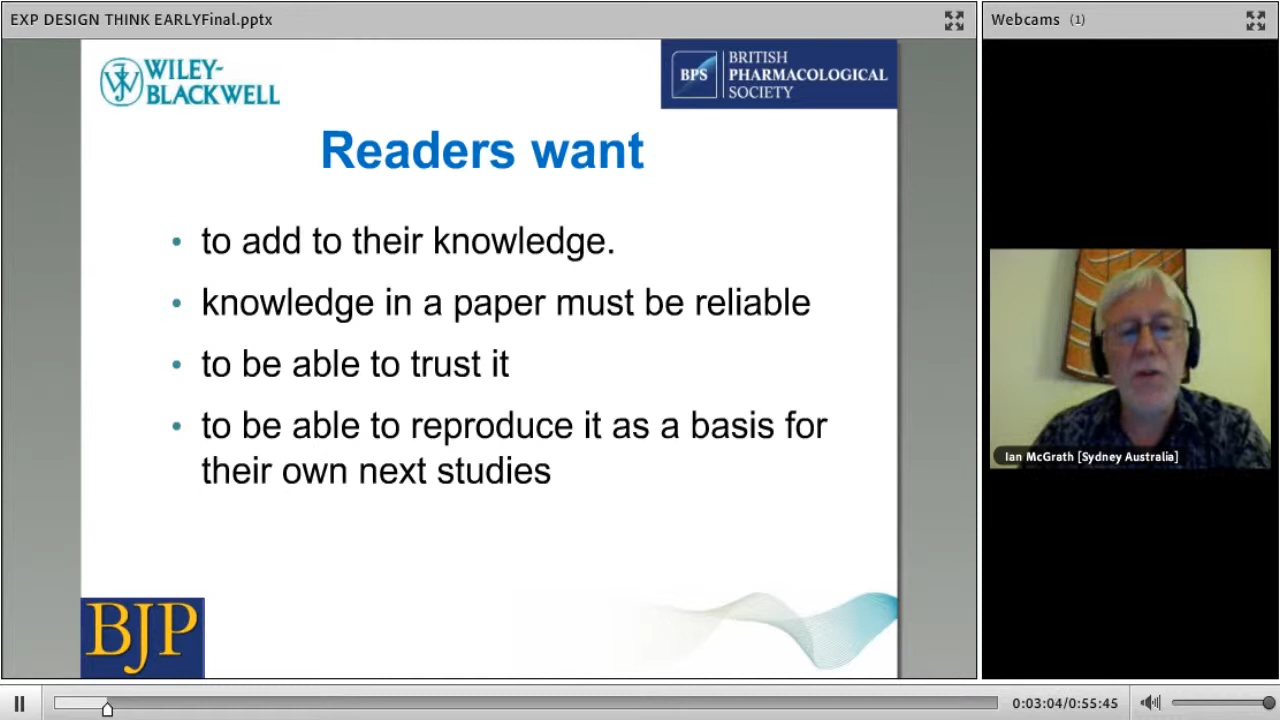 EXP DESIGN THINK EARLYFinal.pptx
Webcams (1)
WILEY-
BLACKWELL
BPS
BRITISH
PHARMACOLOGICAL
SOCIETY
Readers want
• to add to their knowledge.
• knowledge in a paper must be reliable
• to be able to trust it
• to be able to reproduce it as a basis for
their own next studies
Ian McGrath [Sydney Australia]
BJP
0:03:04/0:55:45